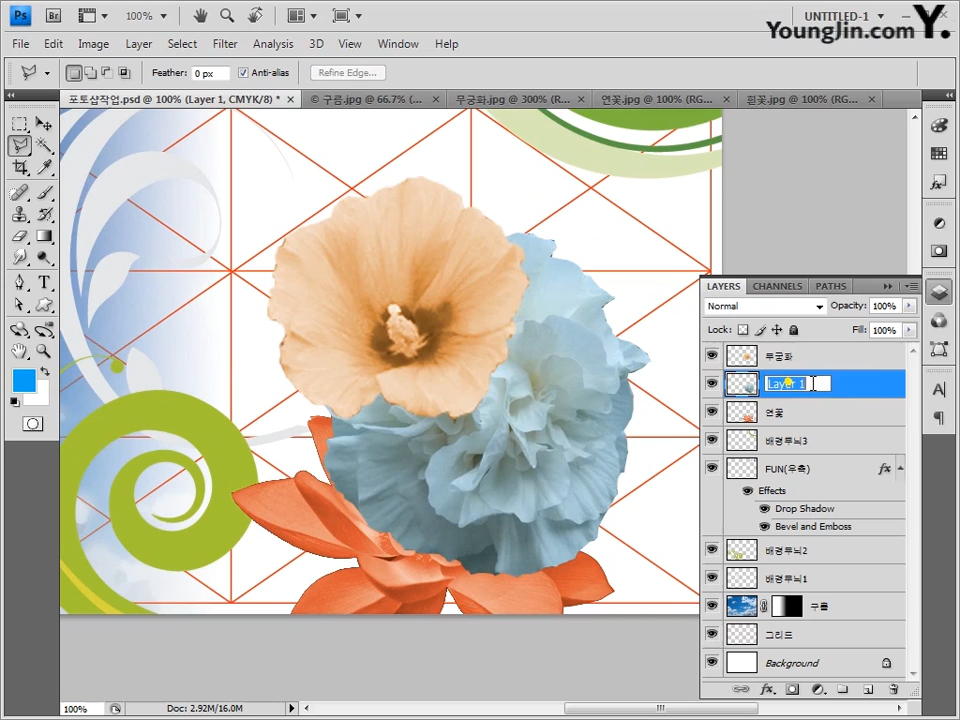 Ps Br 100% UNTITLED-1
YoungJin.com Y.
File Edit Image Layer Select Filter Analysis 3D View Window Help
Feather: 0 px Anti-alias Refine Edge...
포토샵작업.psd @ 100% (Layer 1, CMYK/8) * × © 구름.jpg @ 66.7% (... × 무궁화.jpg @ 300% (R... × 연꽃.jpg @ 100% (RG... × 흰꽃.jpg @ 100% (RG... ×
LAYERS CHANNELS PATHS
Normal Opacity: 100%
Lock: Fill: 100%
무궁화
Layer 1
연꽃
배경무늬3
FUN(우측) fx
Effects
Drop Shadow
Bevel and Emboss
배경무늬2
배경무늬1
구름
그리드
Background
100% Doc: 2.92M/16.0M